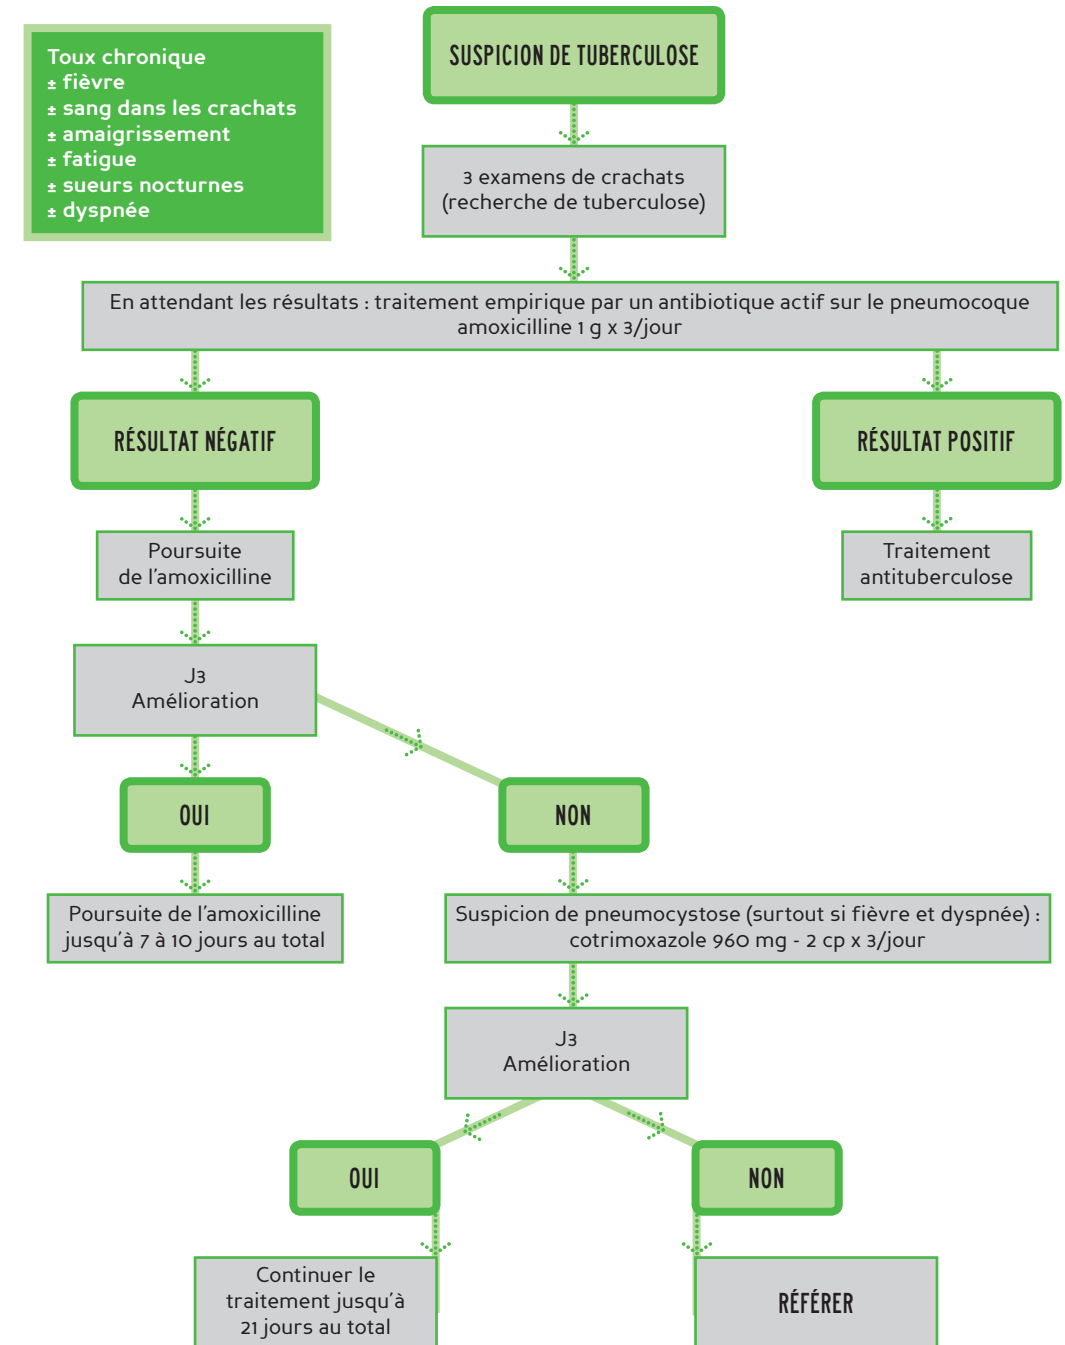 Toux chronique
± fièvre
± sang dans les crachats
± amaigrissement
± fatigue
± sueurs nocturnes
± dyspnée
SUSPICION DE TUBERCULOSE
3 examens de crachats
(recherche de tuberculose)
En attendant les résultats : traitement empirique par un antibiotique actif sur le pneumocoque
amoxicilline 1 g x 3/jour
RÉSULTAT NÉGATIF
RÉSULTAT POSITIF
Poursuite
de l'amoxicilline
Traitement
antituberculose
J3
Amélioration
OUI
NON
Poursuite de l'amoxicilline
jusqu'à 7 à 10 jours au total
Suspicion de pneumocystose (surtout si fièvre et dyspnée) :
cotrimoxazole 960 mg - 2 cp x 3/jour
J3
Amélioration
OUI
NON
Continuer le
traitement jusqu'à
21 jours au total
RÉFÉRER